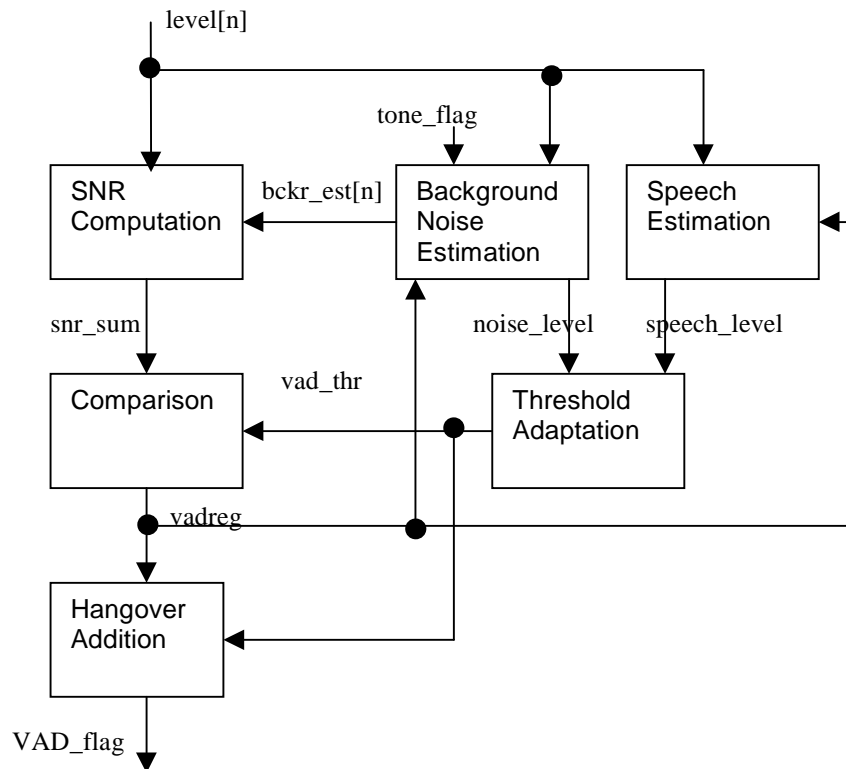 level[n]
tone_flag
SNR
Computation
bckr_est[n]
Background
Noise
Estimation
Speech
Estimation
snr_sum
noise_level
speech_level
Comparison
vad_thr
Threshold
Adaptation
vadreg
Hangover
Addition
VAD_flag